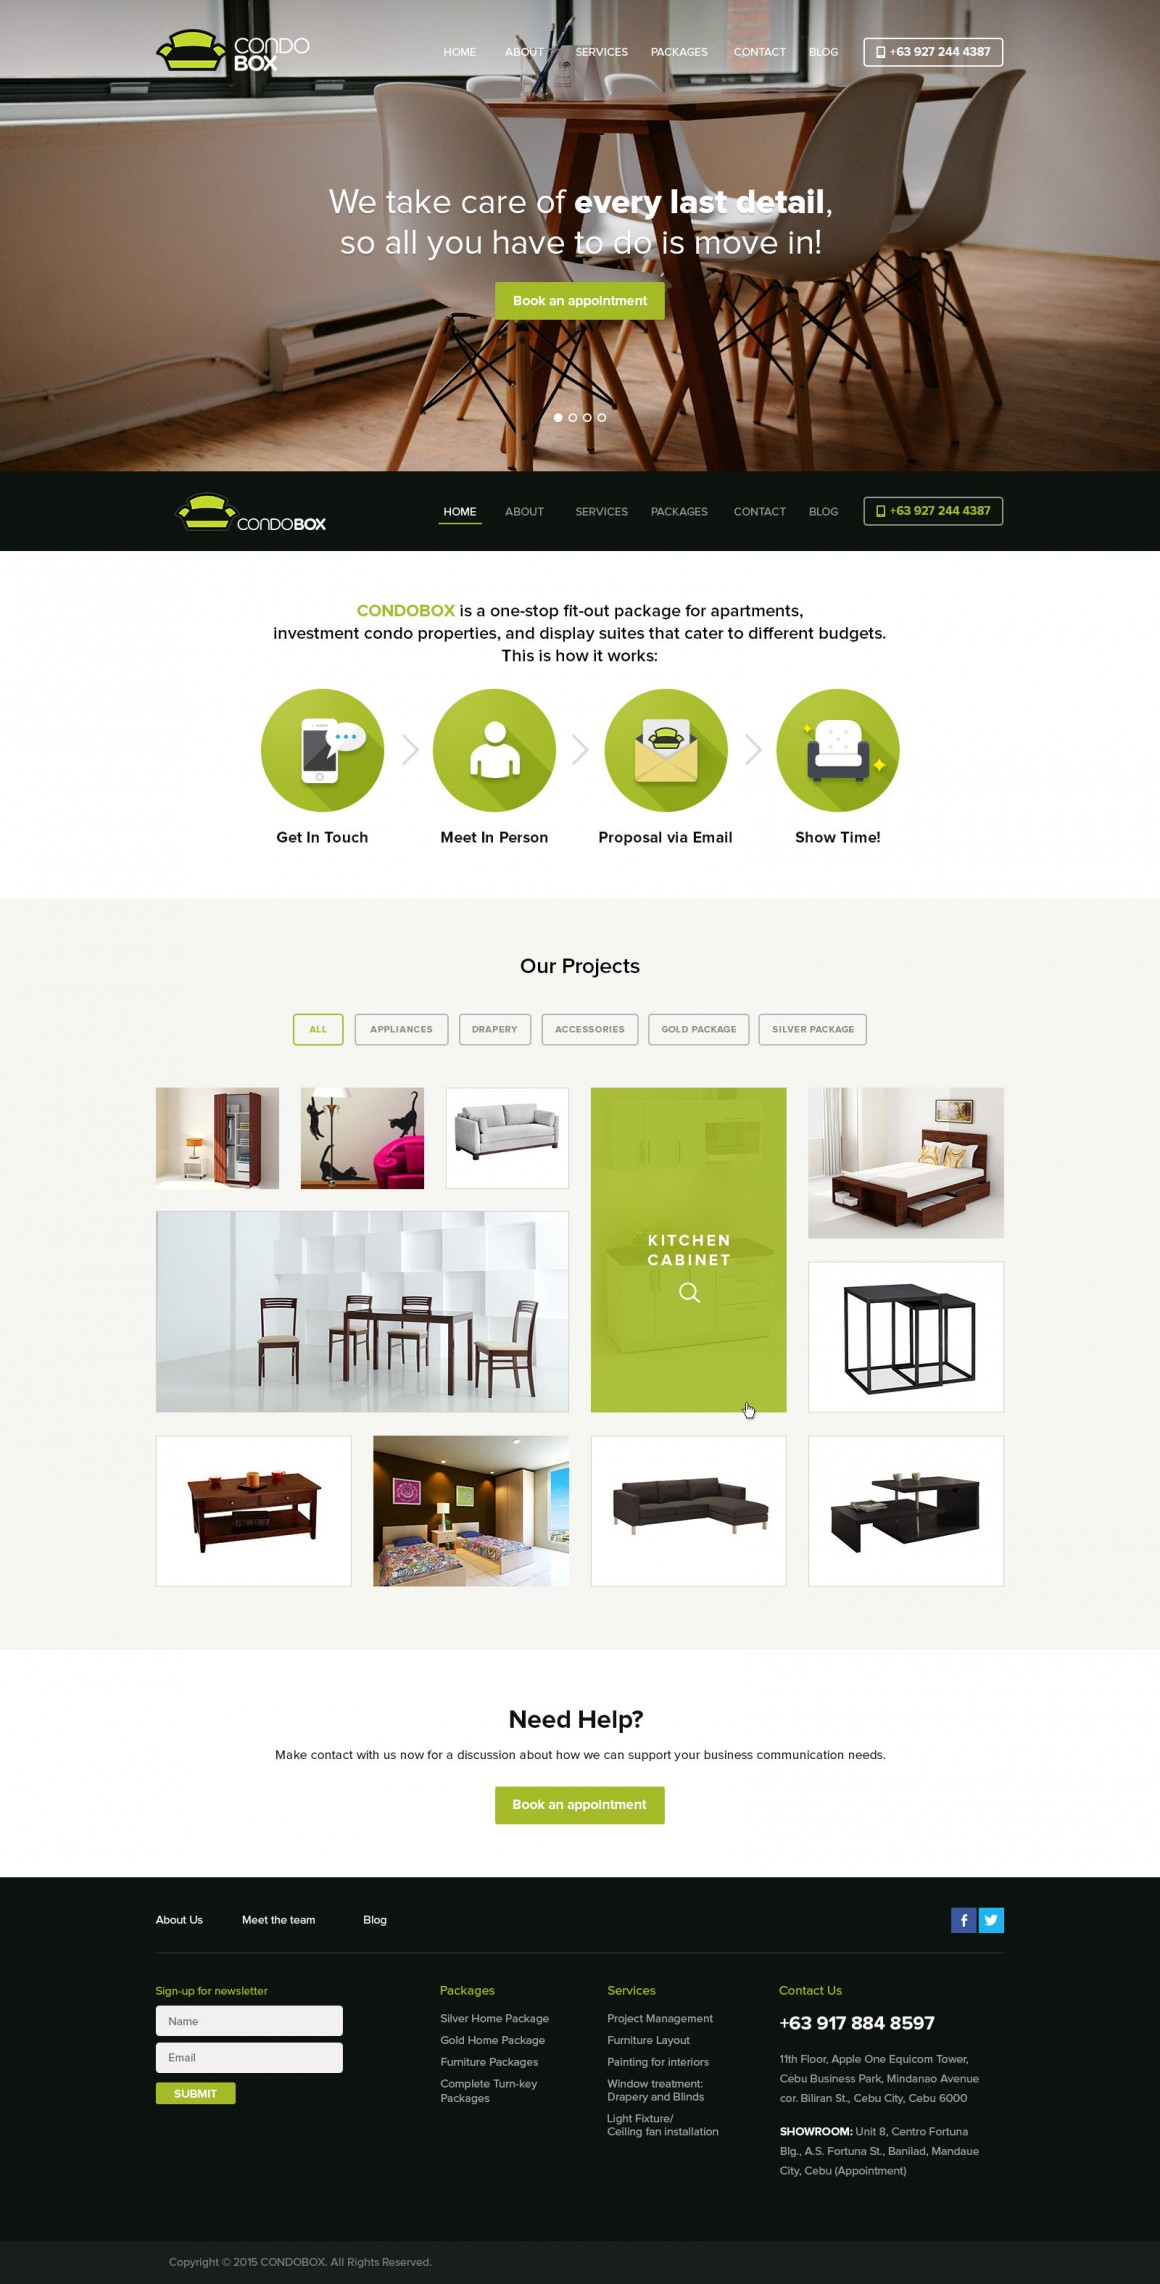 CONDO
BOX
HOME ABOUT SERVICES PACKAGES CONTACT BLOG +63 927 244 4387
We take care of every last detail,
so all you have to do is move in!
Book an appointment
CONDOBOX
HOME ABOUT SERVICES PACKAGES CONTACT BLOG +63 927 244 4387
CONDOBOX is a one-stop fit-out package for apartments,
investment condo properties, and display suites that cater to different budgets.
This is how it works:
Get In Touch Meet In Person Proposal via Email Show Time!
Our Projects
ALL APPLIANCES DRAPERY ACCESSORIES GOLD PACKAGE SILVER PACKAGE
KITCHEN
CABINET
Need Help?
Make contact with us now for a discussion about how we can support your business communication needs.
Book an appointment
About Us Meet the team Blog
Sign-up for newsletter
Name
Email
SUBMIT
Packages
Silver Home Package
Gold Home Package
Furniture Packages
Complete Turn-key
Packages
Services
Project Management
Furniture Layout
Painting for interiors
Window treatment:
Drapery and Blinds
Light Fixture/
Ceiling fan installation
Contact Us
+63 917 884 8597
11th Floor, Apple One Equicom Tower,
Cebu Business Park, Mindanao Avenue
cor. Biliran St., Cebu City, Cebu 6000
SHOWROOM: Unit 8, Centro Fortuna
Blg., A.S. Fortuna St., Banilad, Mandaue
City, Cebu (Appointment)
Copyright © 2015 CONDOBOX. All Rights Reserved.